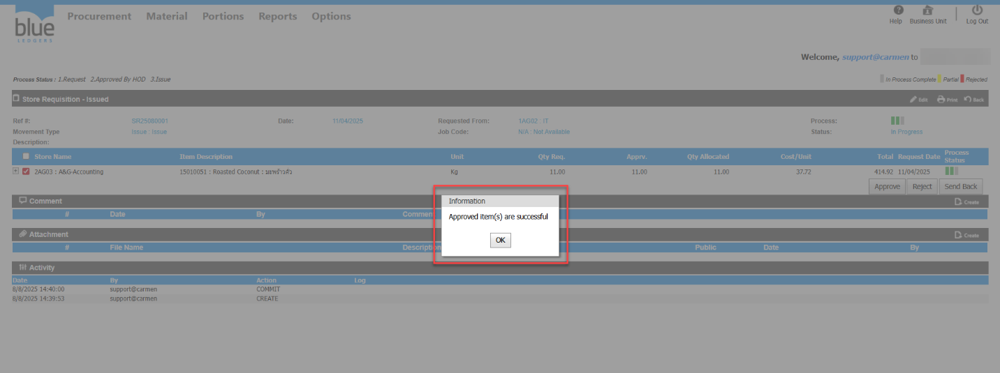 blue
LEDGERS
Procurement Material Portions Reports Options
Help Business Unit Log Out
Welcome, support@carmen to
Process Status : 1.Request 2.Approved By HOD 3.Issue
In Process Complete Partial Rejected
Store Requisition - Issued
Edit Print Back
Ref #: SR25080001 Date: 11/04/2025 Requested From: 1AG02 : IT Process:
Movement Type Issue : Issue Job Code: N/A : Not Available Status: In Progress
Description:
Store Name Item Description Unit Qty Req. Apprv. Qty Allocated Cost/Unit Total Request Date Process Status
2AG03 : A&G-Accounting 15010051 : Roasted Coconut : มะพร้าวคั่ว Kg 11.00 11.00 11.00 37.72 414.92 11/04/2025
Approve Reject Send Back
Comment Create
# Date By Comment
Information
Approved item(s) are successful
OK
Attachment Create
# File Name Description Public Date By
Activity
Date By Action Log
8/8/2025 14:40:00 support@carmen COMMIT
8/8/2025 14:39:53 support@carmen CREATE